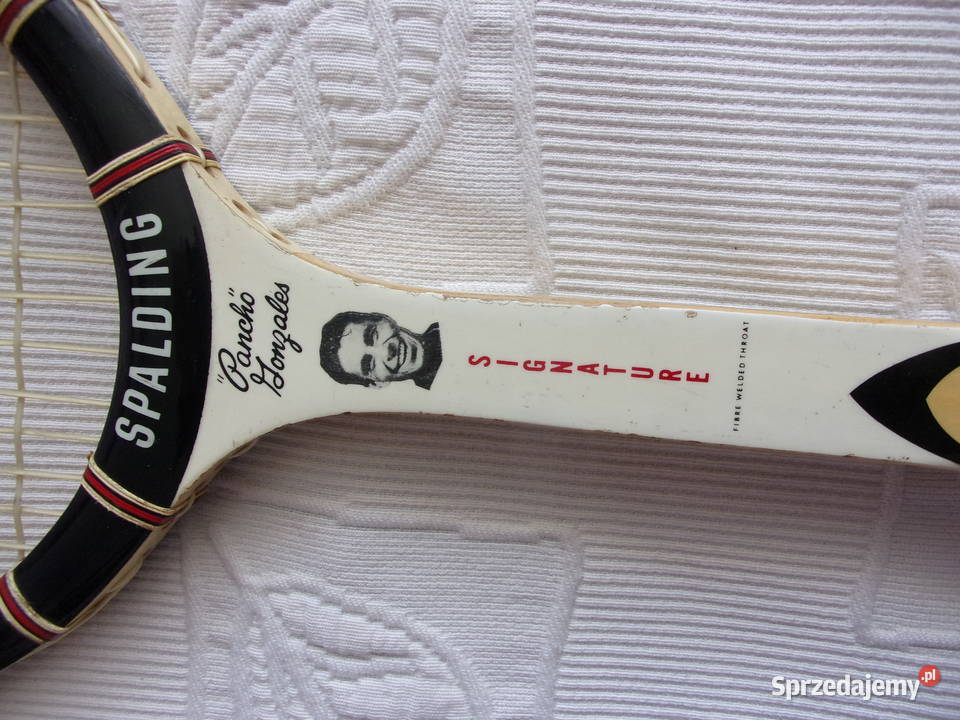 SPALDING
"Pancho"
Gonzales
SIGNATURE
FIBRE WELDED THROAT
Sprzedajemy.pl